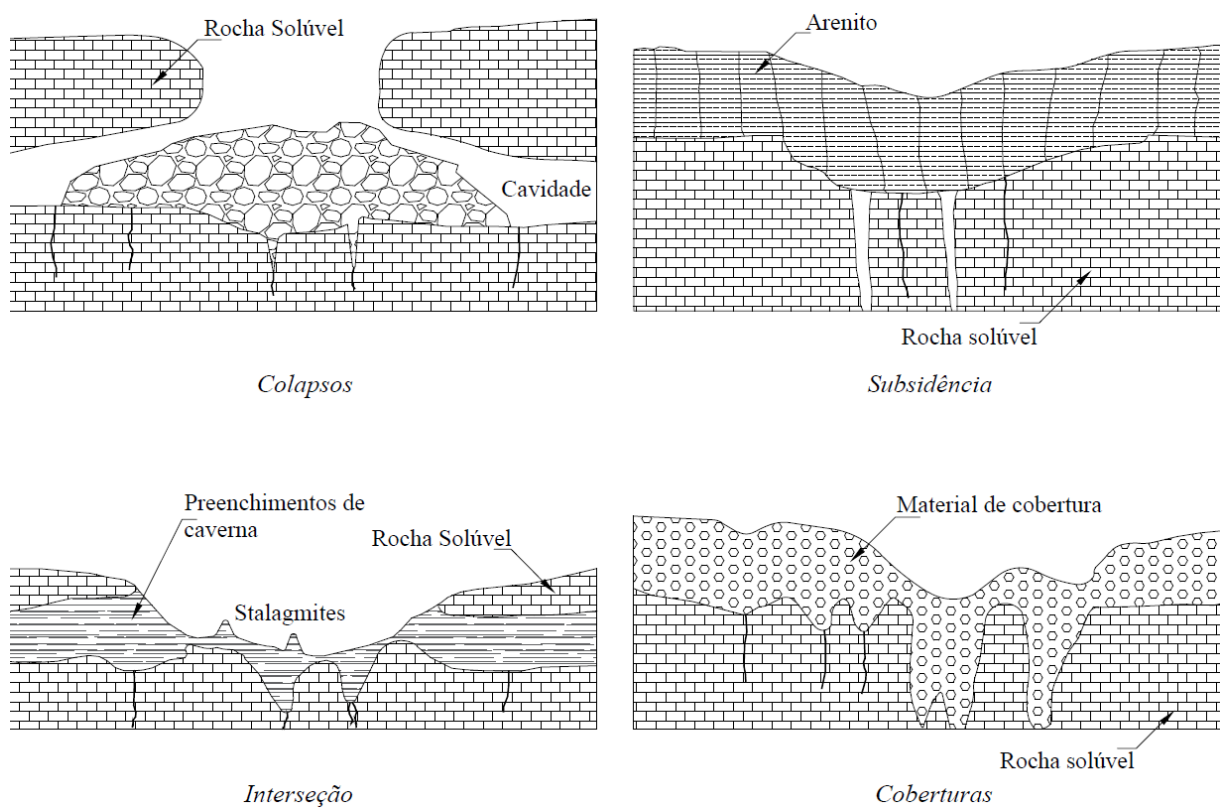 Rocha Solúvel
Cavidade
Colapsos
Arenito
Rocha solúvel
Subsidência
Preenchimentos de
caverna
Rocha Solúvel
Stalagmites
Interseção
Material de cobertura
Rocha solúvel
Coberturas